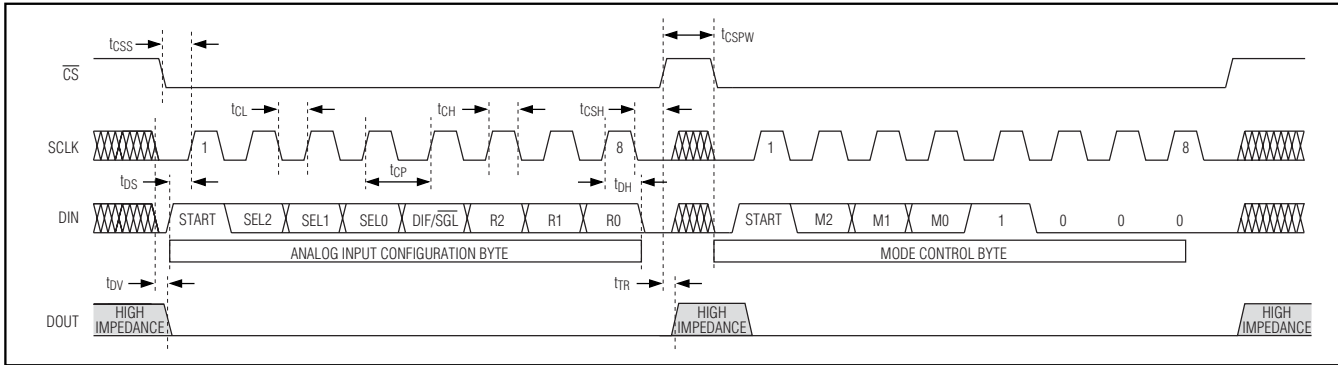 tCSS
tCSPW
CS
tCL
tCH
tCSH
SCLK
1
8
1
8
tDS
tCP
tDH
DIN
START SEL2 SEL1 SEL0 DIF/SGL R2 R1 R0
START M2 M1 M0 1 0 0 0
ANALOG INPUT CONFIGURATION BYTE
MODE CONTROL BYTE
tDV
tTR
DOUT
HIGH
IMPEDANCE
HIGH
IMPEDANCE
HIGH
IMPEDANCE